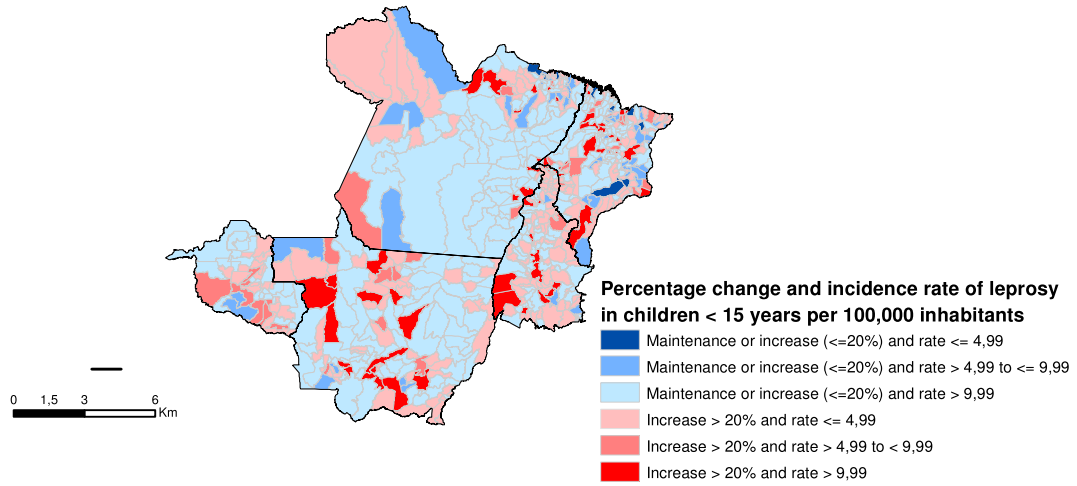 Percentage change and incidence rate of leprosy
in children < 15 years per 100,000 inhabitants
Maintenance or increase (<=20%) and rate <= 4,99
Maintenance or increase (<=20%) and rate > 4,99 to <= 9,99
Maintenance or increase (<=20%) and rate > 9,99
Increase > 20% and rate <= 4,99
Increase > 20% and rate > 4,99 to < 9,99
Increase > 20% and rate > 9,99
0 1,5 3 6
Km